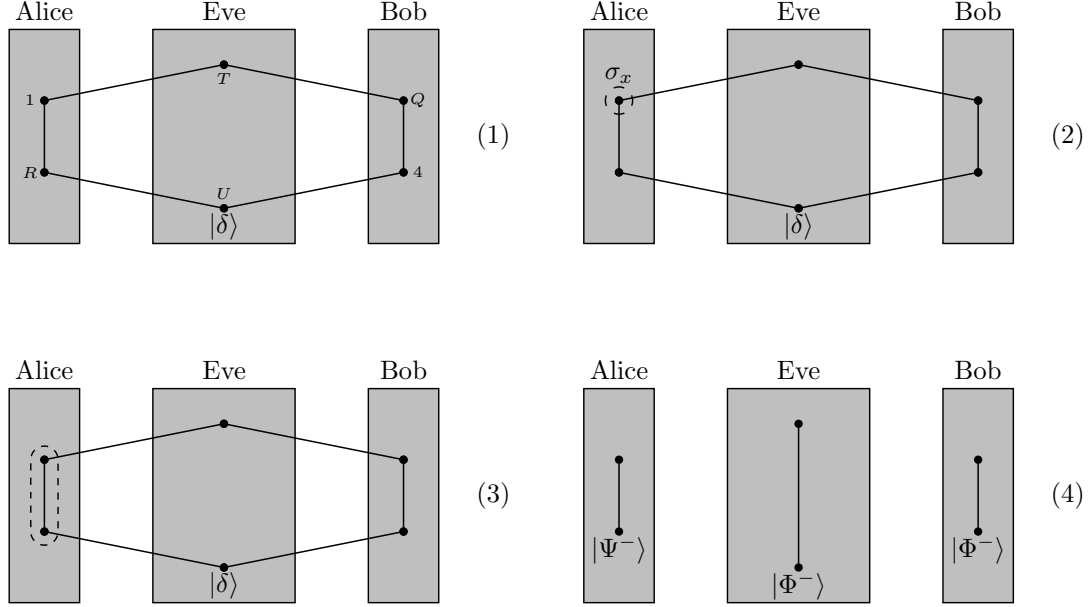 Alice Eve Bob
1 T Q
(1)
R U 4
|δ⟩
Alice Eve Bob
σx
(2)
|δ⟩
Alice Eve Bob
(3)
|δ⟩
Alice Eve Bob
(4)
|Ψ−⟩ |Φ−⟩
|Φ−⟩